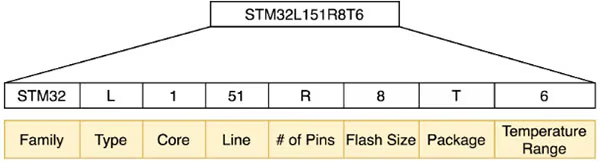 STM32L151R8T6
STM32 L 1 51 R 8 T 6
Family Type Core Line # of Pins Flash Size Package Temperature
Range